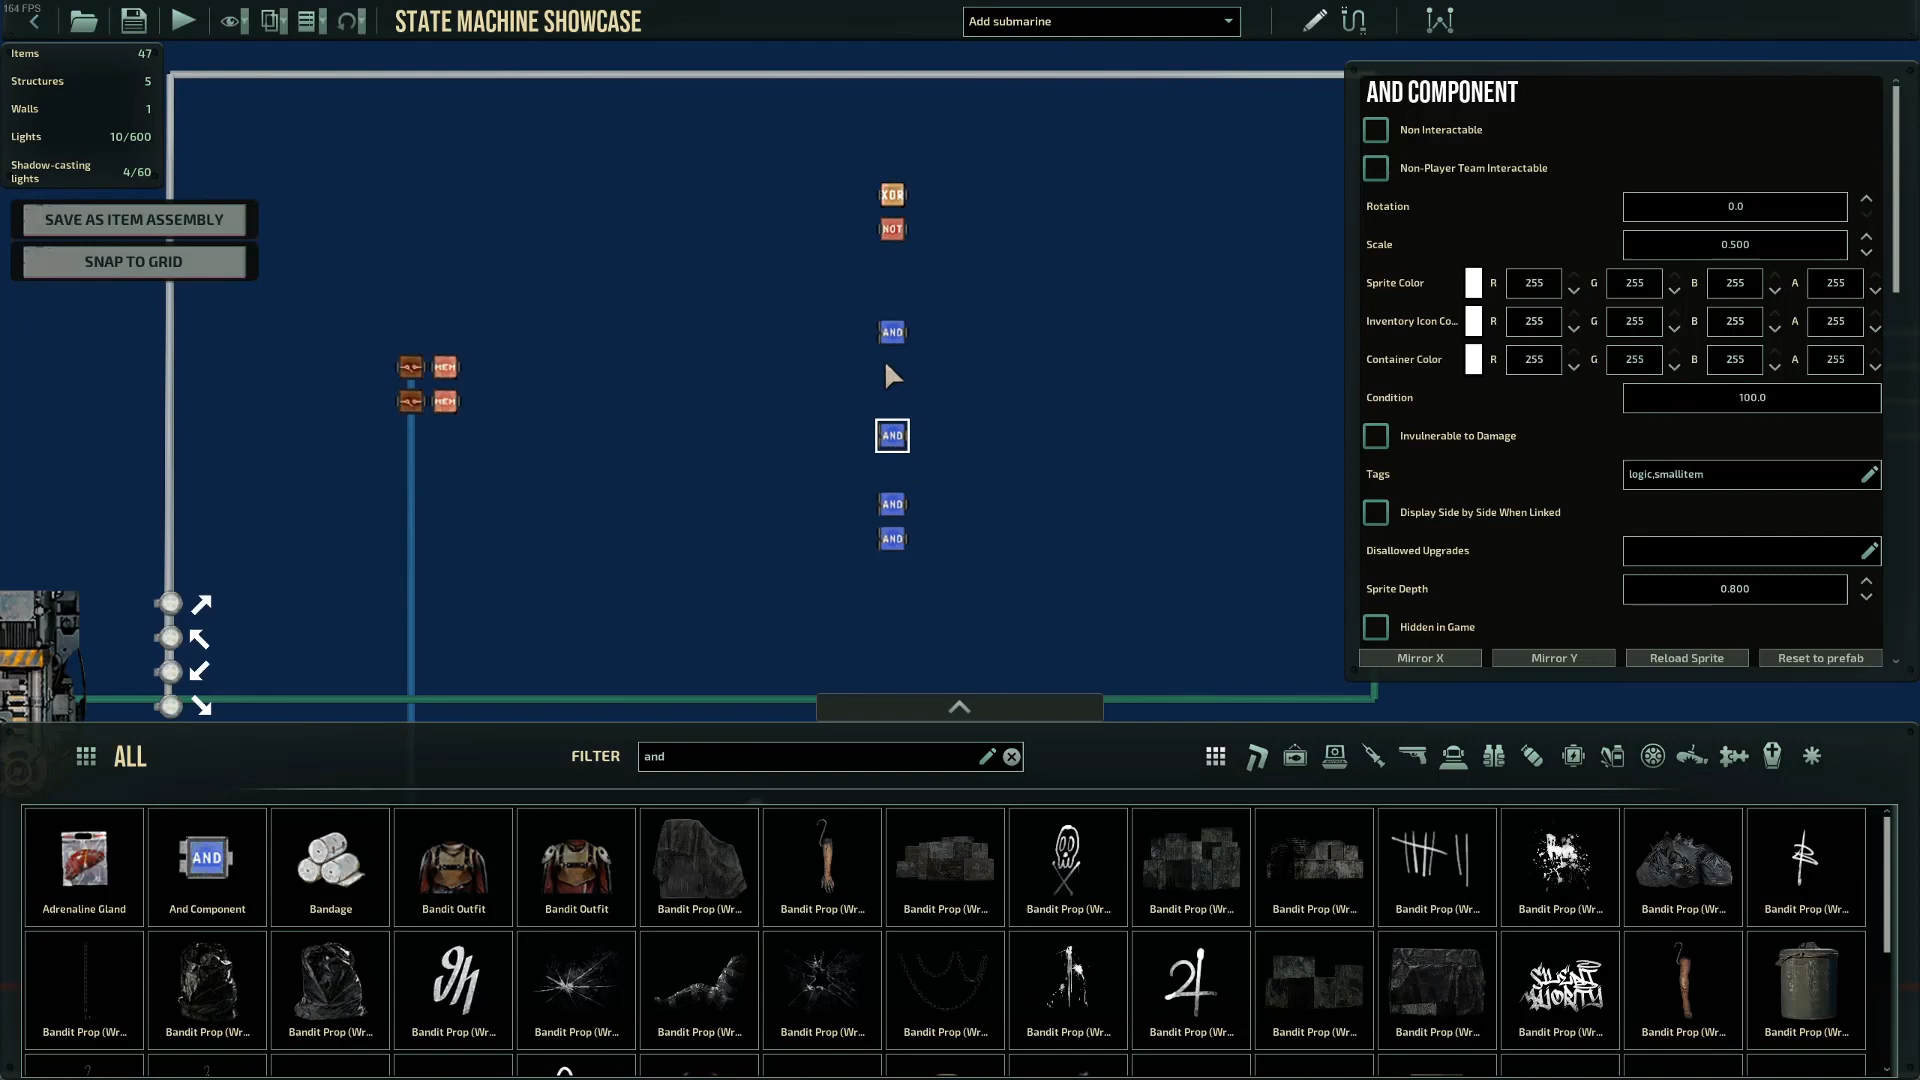 164 FPS
STATE MACHINE SHOWCASE
Add submarine
Items 47
Structures 5
Walls 1
Lights 10/600
Shadow-casting lights 4/60
SAVE AS ITEM ASSEMBLY
SNAP TO GRID
XOR
NOT
AND
MEM
MEM
AND
AND
AND
AND COMPONENT
Non Interactable
Non-Player Team Interactable
Rotation 0.0
Scale 0.500
Sprite Color R 255 G 255 B 255 A 255
Inventory Icon Co... R 255 G 255 B 255 A 255
Container Color R 255 G 255 B 255 A 255
Condition 100.0
Invulnerable to Damage
Tags logic,smallitem
Display Side by Side When Linked
Disallowed Upgrades
Sprite Depth 0.800
Hidden in Game
Mirror X Mirror Y Reload Sprite Reset to prefab
ALL FILTER and
AND
Adrenaline Gland And Component Bandage Bandit Outfit Bandit Outfit Bandit Prop (Wr... Bandit Prop (Wr... Bandit Prop (Wr... Bandit Prop (Wr... Bandit Prop (Wr... Bandit Prop (Wr... Bandit Prop (Wr... Bandit Prop (Wr... Bandit Prop (Wr... Bandit Prop (Wr...
Bandit Prop (Wr... Bandit Prop (Wr... Bandit Prop (Wr... Bandit Prop (Wr... Bandit Prop (Wr... Bandit Prop (Wr... Bandit Prop (Wr... Bandit Prop (Wr... Bandit Prop (Wr... Bandit Prop (Wr... Bandit Prop (Wr... Bandit Prop (Wr... Bandit Prop (Wr... Bandit Prop (Wr... Bandit Prop (Wr...